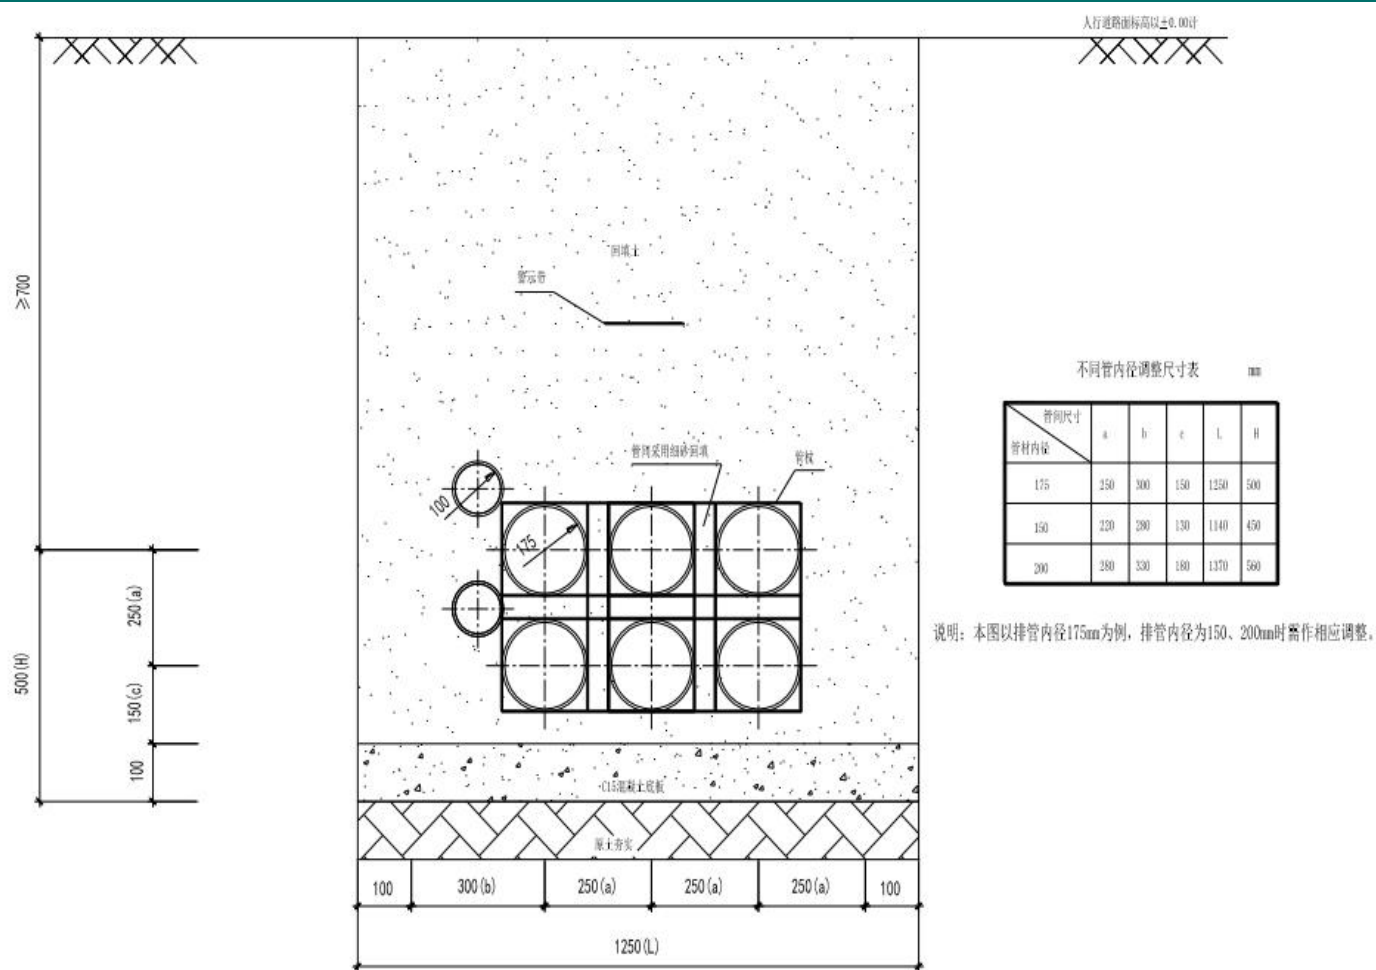 人行道路面标高以±0.00计
≥700
回填土
警示带
管间采用细砂回填
管枕
100
175
不同管内径调整尺寸表 mm
管间尺寸 a b c L H
管材内径
175 250 300 150 1250 500
150 220 280 130 1140 450
200 280 330 180 1370 560
说明：本图以排管内径175mm为例，排管内径为150、200mm时需作相应调整。
500(H)
250(a)
150(c)
100
C15混凝土底板
原土夯实
100 300(b) 250(a) 250(a) 250(a) 100
1250(L)